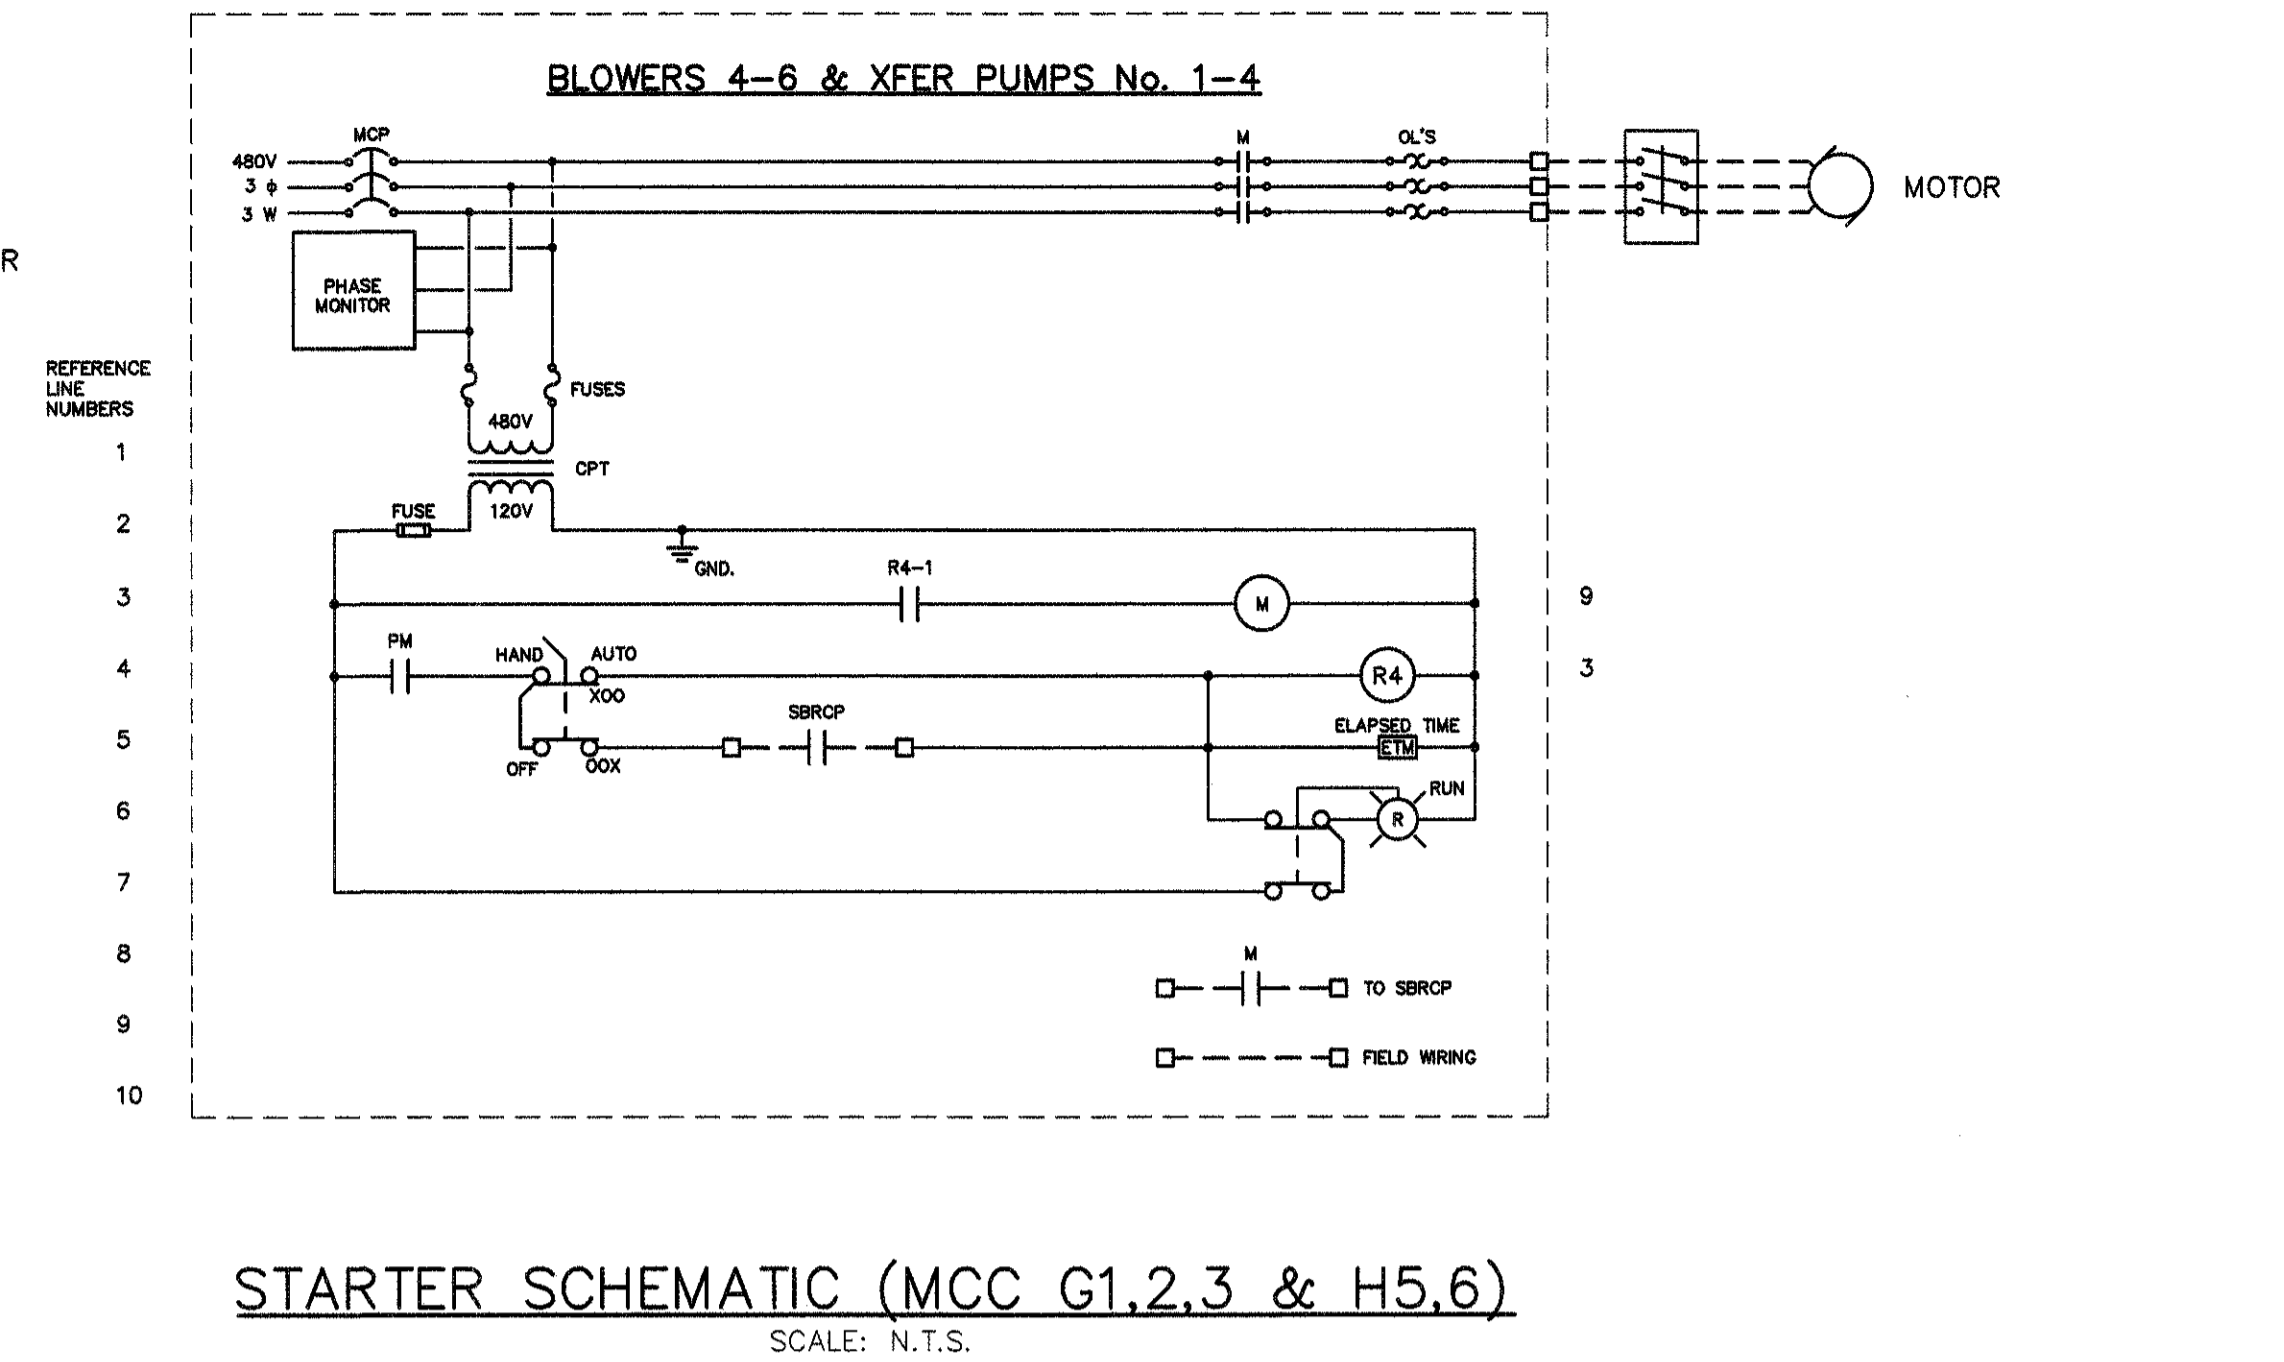 BLOWERS 4-6 & XFER PUMPS No. 1-4
MCP
M
OL'S
480V
3 ϕ
3 W
MOTOR
R
PHASE
MONITOR
REFERENCE
LINE
NUMBERS
FUSES
480V
1
CPT
FUSE
120V
2
GND.
R4-1
3
M
9
PM
HAND
AUTO
4
XOO
R4
3
SBRCP
ELAPSED TIME
5
ETM
OFF
OOX
RUN
6
R
7
8
M
TO SBRCP
9
FIELD WIRING
10
STARTER SCHEMATIC (MCC G1,2,3 & H5,6)
SCALE: N.T.S.